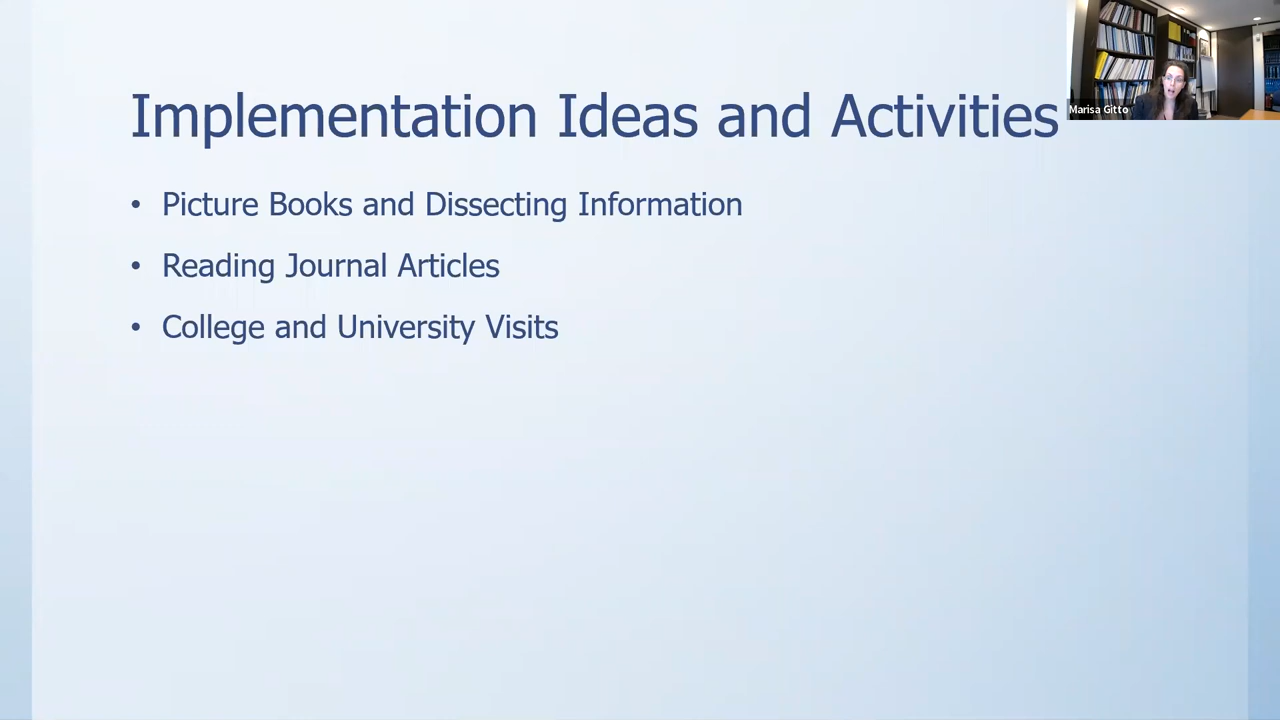 Implementation Ideas and Activities
Marisa Gitto
• Picture Books and Dissecting Information
• Reading Journal Articles
• College and University Visits